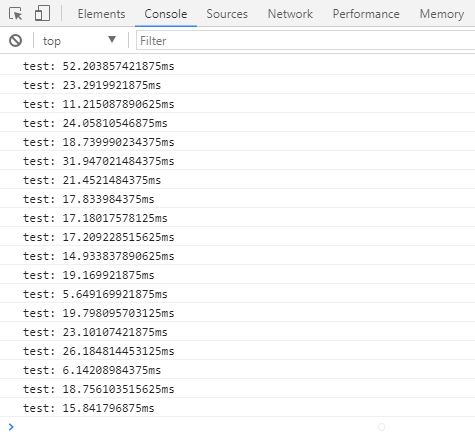 Elements Console Sources Network Performance Memory
top ▼ Filter
test: 52.203857421875ms
test: 23.2919921875ms
test: 11.215087890625ms
test: 24.05810546875ms
test: 18.739990234375ms
test: 31.947021484375ms
test: 21.4521484375ms
test: 17.833984375ms
test: 17.18017578125ms
test: 17.209228515625ms
test: 14.933837890625ms
test: 19.169921875ms
test: 5.649169921875ms
test: 19.798095703125ms
test: 23.10107421875ms
test: 26.184814453125ms
test: 6.14208984375ms
test: 18.756103515625ms
test: 15.841796875ms